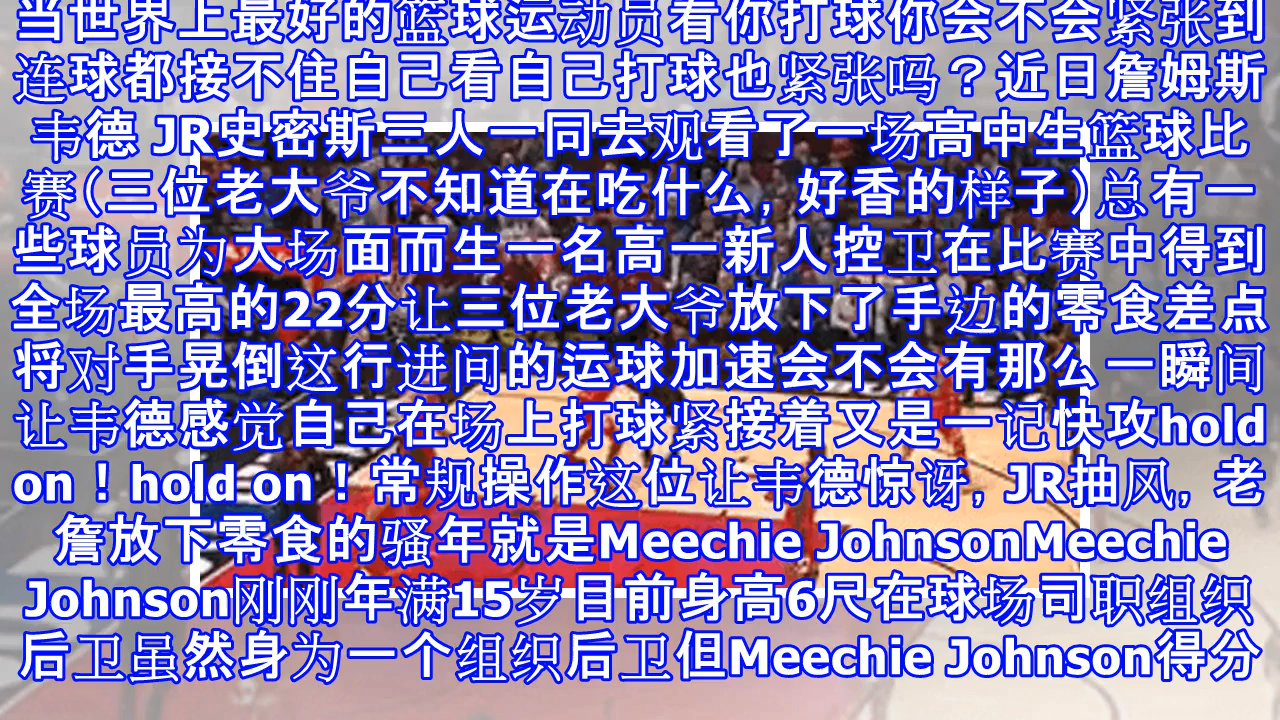 当世界上最好的篮球运动员看你打球你会不会紧张到
连球都接不住自己看自己打球也紧张吗？近日詹姆斯
韦德 JR史密斯三人一同去观看了一场高中生篮球比
赛(三位老大爷不知道在吃什么，好香的样子)总有一
些球员为大场面而生一名高一新人控卫在比赛中得到
全场最高的22分让三位老大爷放下了手边的零食差点
将对手晃倒这行进间的运球加速会不会有那么一瞬间
让韦德感觉自己在场上打球紧接着又是一记快攻hold
on！hold on！常规操作这位让韦德惊讶，JR抽风，老
詹放下零食的骚年就是Meechie JohnsonMeechie
Johnson刚刚年满15岁目前身高6尺在球场司职组织
后卫虽然身为一个组织后卫但Meechie Johnson得分